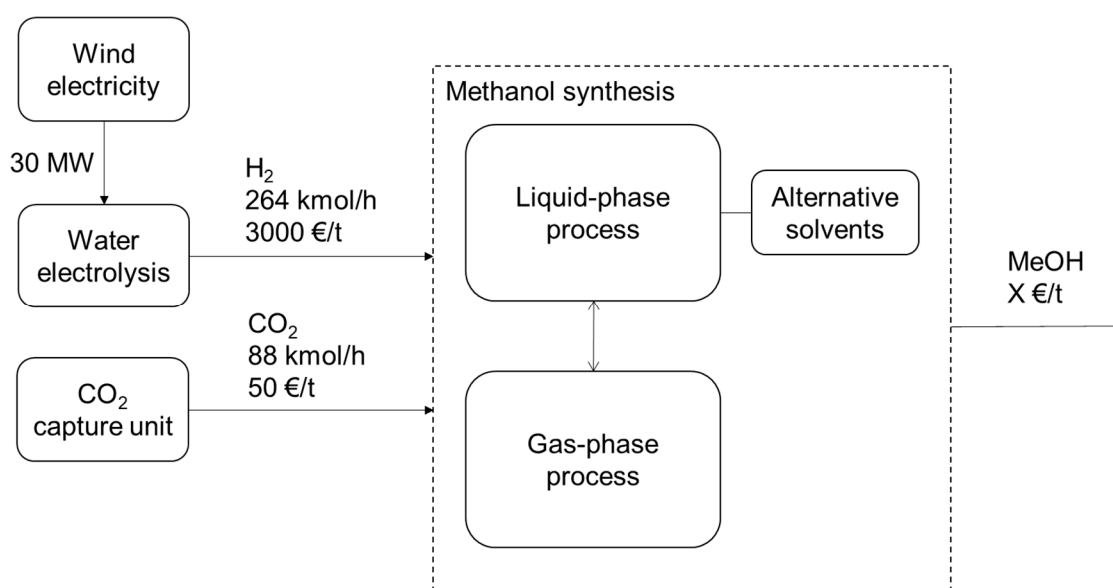 Wind
electricity
30 MW
Water
electrolysis
H₂
264 kmol/h
3000 €/t
CO₂
capture unit
CO₂
88 kmol/h
50 €/t
Methanol synthesis
Liquid-phase
process
Alternative
solvents
Gas-phase
process
MeOH
X €/t